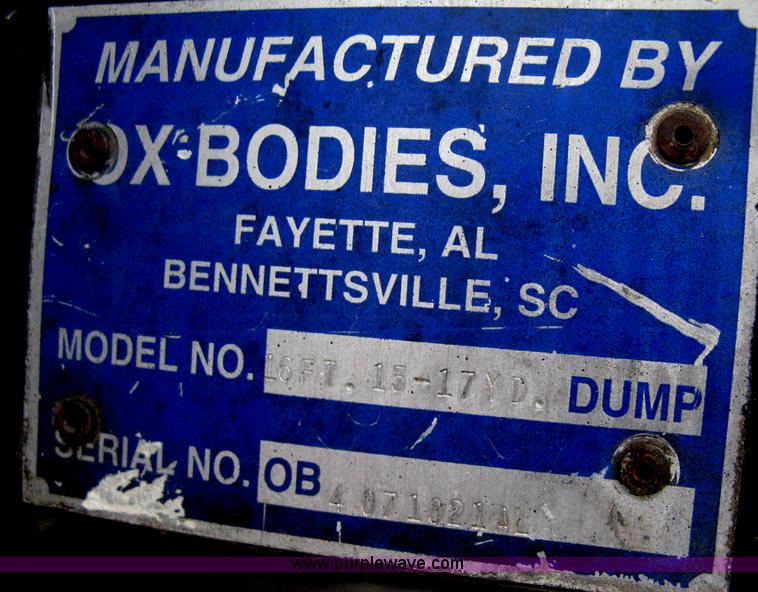 MANUFACTURED BY
OX-BODIES, INC.
FAYETTE, AL
BENNETTSVILLE, SC
MODEL NO. 16FT. 15-17YD. DUMP
SERIAL NO. OB 4071021AL
www.purplewave.com